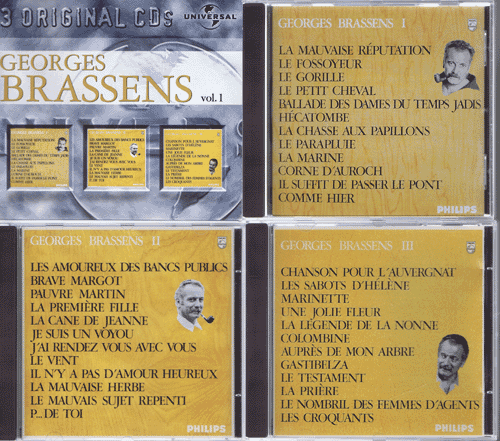 3 ORIGINAL CDs
UNIVERSAL
GEORGES
BRASSENS
vol. 1
GEORGES BRASSENS I
LA MAUVAISE RÉPUTATION
LE FOSSOYEUR
LE GORILLE
LE PETIT CHEVAL
BALLADE DES DAMES DU TEMPS JADIS
HÉCATOMBE
LA CHASSE AUX PAPILLONS
LE PARAPLUIE
LA MARINE
CORNE D'AUROCH
IL SUFFIT DE PASSER LE PONT
COMME HIER
PHILIPS
GEORGES BRASSENS II
LES AMOUREUX DES BANCS PUBLICS
BRAVE MARGOT
PAUVRE MARTIN
LA PREMIÈRE FILLE
LA CANE DE JEANNE
JE SUIS UN VOYOU
J'AI RENDEZ VOUS AVEC VOUS
LE VENT
IL N'Y A PAS D'AMOUR HEUREUX
LA MAUVAISE HERBE
LE MAUVAIS SUJET REPENTI
P... DE TOI
PHILIPS
GEORGES BRASSENS III
CHANSON POUR L'AUVERGNAT
LES SABOTS D'HÉLÈNE
MARINETTE
UNE JOLIE FLEUR
LA LÉGENDE DE LA NONNE
COLOMBINE
AUPRÈS DE MON ARBRE
GASTIBELZA
LE TESTAMENT
LA PRIÈRE
LE NOMBRIL DES FEMMES D'AGENTS
LES CROQUANTS
PHILIPS